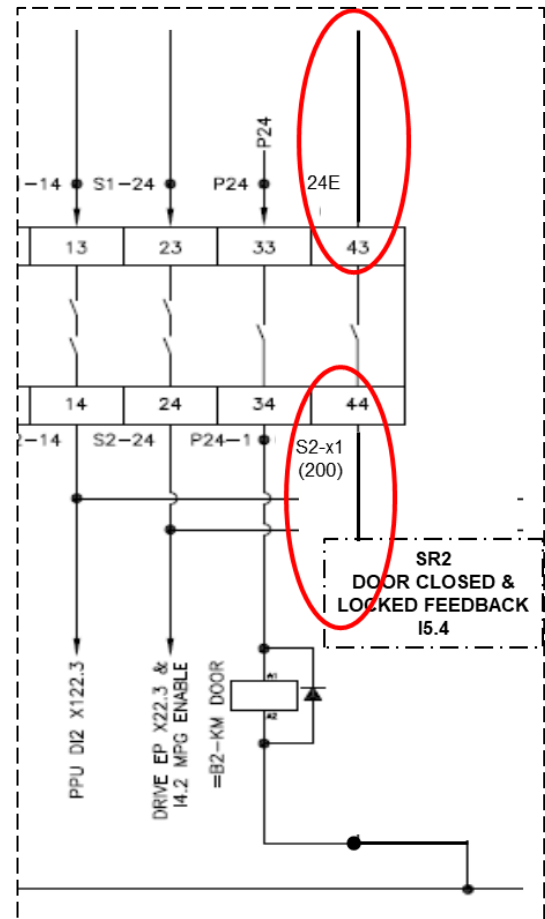 P24
-14
S1-24
P24
24E
13
23
33
43
14
24
34
44
2-14
S2-24
P24-1
S2-x1
(200)
SR2
DOOR CLOSED &
LOCKED FEEDBACK
I5.4
PPU DI2 X122.3
DRIVE EP X22.3 &
I4.2 MPG ENABLE
=B2-KM DOOR
A1
A2